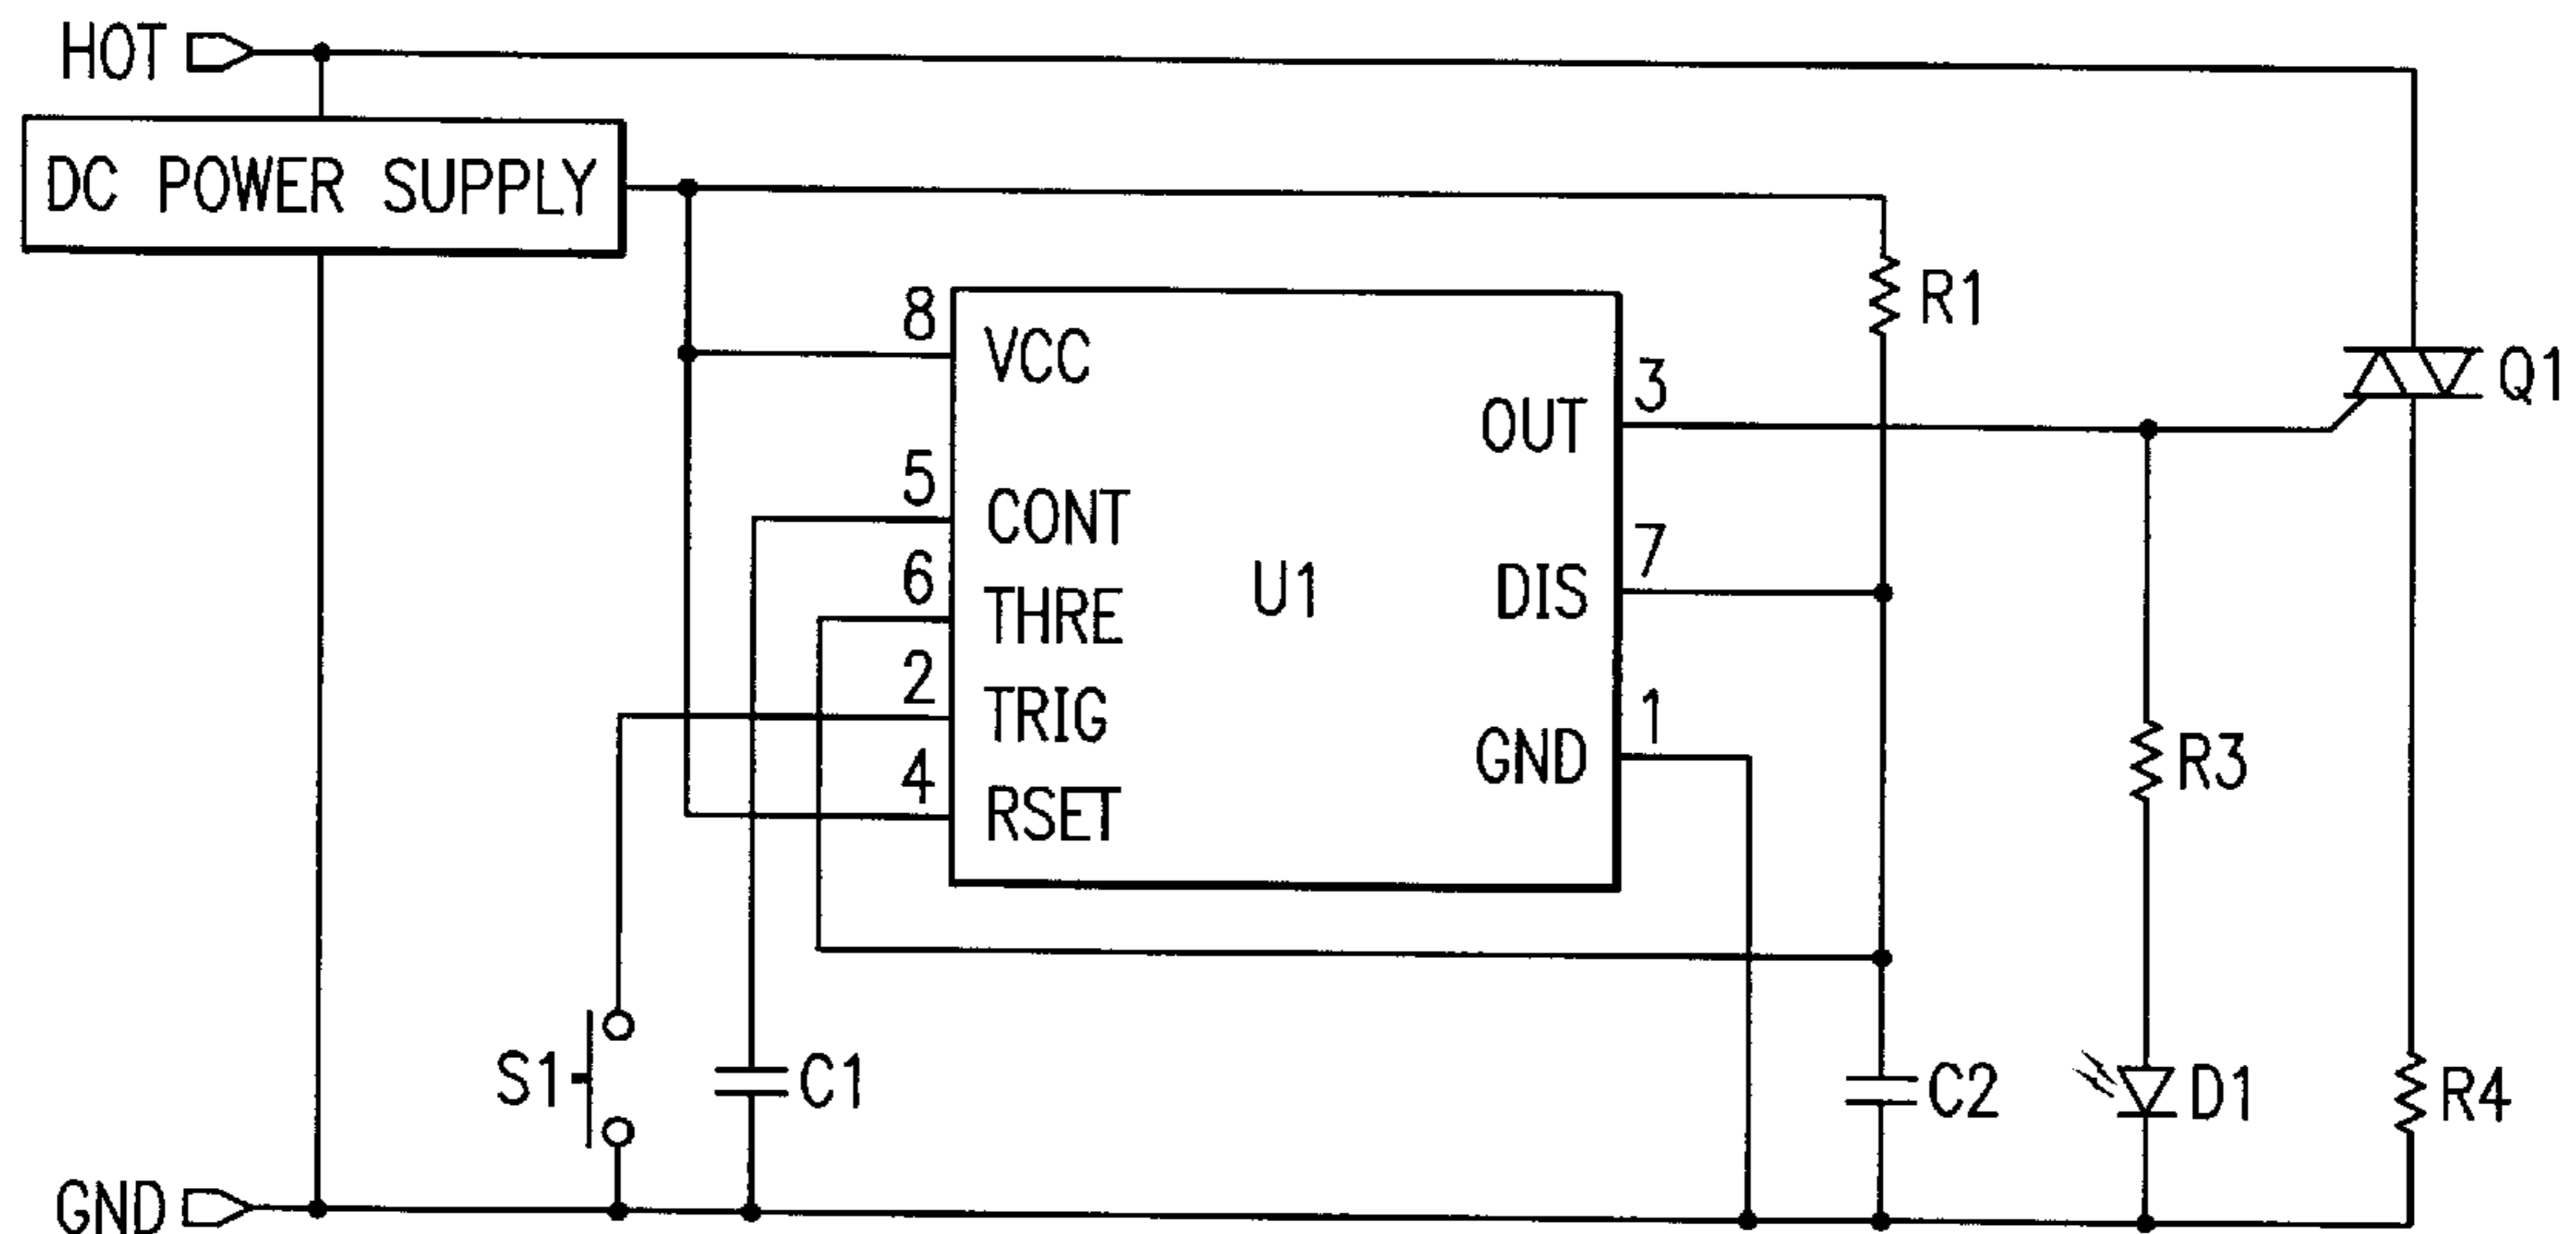 HOT
DC POWER SUPPLY
R1
8
VCC
Q1
3
OUT
5
CONT
7
DIS
6
THRE
U1
2
TRIG
1
GND
R3
4
RSET
S1
C1
C2
D1
R4
GND